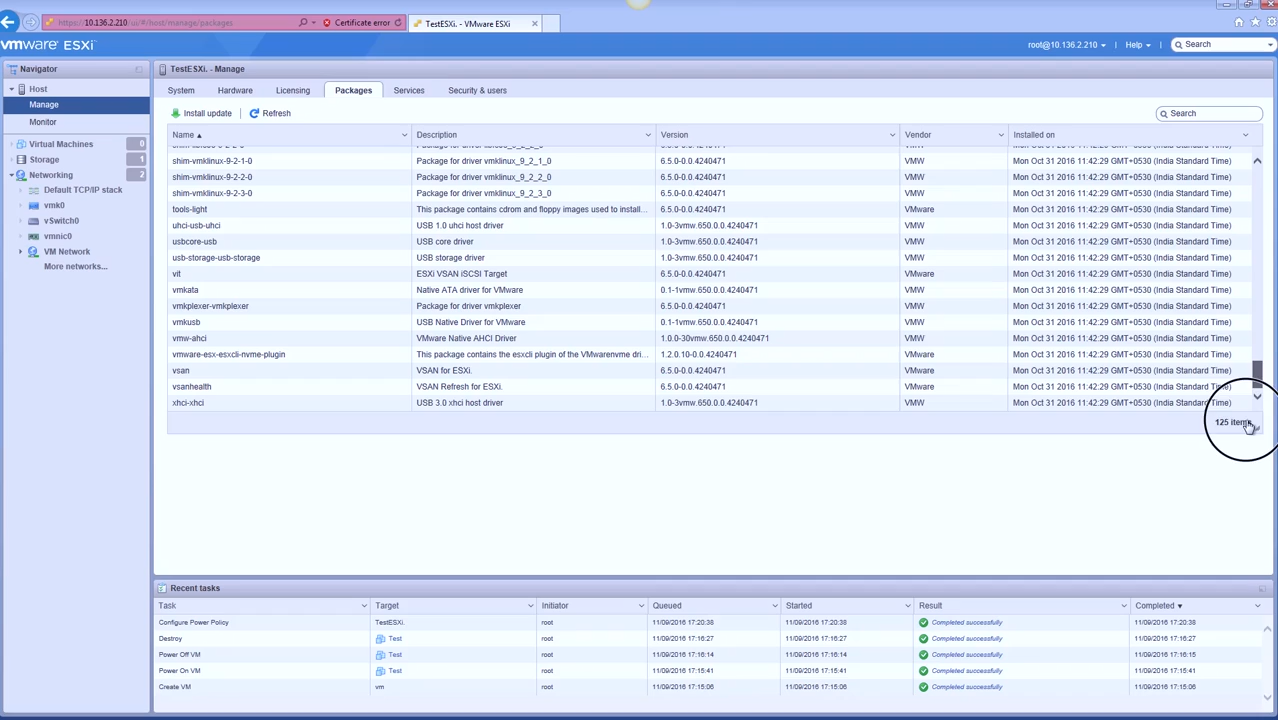 https://10.136.2.210/ui/#/host/manage/packages Certificate error TestESXi. - VMware ESXi
vmware ESXi root@10.136.2.210 Help Search
Navigator TestESXi. - Manage
Host System Hardware Licensing Packages Services Security & users
Manage Install update Refresh Search
Monitor
Virtual Machines 0
Storage 1
Networking 2
Default TCP/IP stack
vmk0
vSwitch0
vmnic0
VM Network
More networks...
Name Description Version Vendor Installed on
shim-vmklinux-9-2-1-0 Package for driver vmklinux_9_2_1_0 6.5.0-0.0.4240471 VMW Mon Oct 31 2016 11:42:29 GMT+0530 (India Standard Time)
shim-vmklinux-9-2-2-0 Package for driver vmklinux_9_2_2_0 6.5.0-0.0.4240471 VMW Mon Oct 31 2016 11:42:29 GMT+0530 (India Standard Time)
shim-vmklinux-9-2-3-0 Package for driver vmklinux_9_2_3_0 6.5.0-0.0.4240471 VMW Mon Oct 31 2016 11:42:29 GMT+0530 (India Standard Time)
tools-light This package contains cdrom and floppy images used to install... 6.5.0-0.0.4240471 VMware Mon Oct 31 2016 11:42:29 GMT+0530 (India Standard Time)
uhci-usb-uhci USB 1.0 uhci host driver 1.0-3vmw.650.0.0.4240471 VMW Mon Oct 31 2016 11:42:29 GMT+0530 (India Standard Time)
usbcore-usb USB core driver 1.0-3vmw.650.0.0.4240471 VMW Mon Oct 31 2016 11:42:29 GMT+0530 (India Standard Time)
usb-storage-usb-storage USB storage driver 1.0-3vmw.650.0.0.4240471 VMW Mon Oct 31 2016 11:42:29 GMT+0530 (India Standard Time)
vit ESXi VSAN iSCSI Target 6.5.0-0.0.4240471 VMware Mon Oct 31 2016 11:42:29 GMT+0530 (India Standard Time)
vmkata Native ATA driver for VMware 0.1-1vmw.650.0.0.4240471 VMW Mon Oct 31 2016 11:42:29 GMT+0530 (India Standard Time)
vmkplexer-vmkplexer Package for driver vmkplexer 6.5.0-0.0.4240471 VMW Mon Oct 31 2016 11:42:29 GMT+0530 (India Standard Time)
vmkusb USB Native Driver for VMware 0.1-1vmw.650.0.0.4240471 VMW Mon Oct 31 2016 11:42:29 GMT+0530 (India Standard Time)
vmw-ahci VMware Native AHCI Driver 1.0.0-30vmw.650.0.0.4240471 VMW Mon Oct 31 2016 11:42:29 GMT+0530 (India Standard Time)
vmware-esx-esxcli-nvme-plugin This package contains the esxcli plugin of the VMwarenvme dri... 1.2.0.10-0.0.4240471 VMware Mon Oct 31 2016 11:42:29 GMT+0530 (India Standard Time)
vsan VSAN for ESXi. 6.5.0-0.0.4240471 VMware Mon Oct 31 2016 11:42:29 GMT+0530 (India Standard Time)
vsanhealth VSAN Refresh for ESXi. 6.5.0-0.0.4240471 VMware Mon Oct 31 2016 11:42:29 GMT+0530 (India Standard Time)
xhci-xhci USB 3.0 xhci host driver 1.0-3vmw.650.0.0.4240471 VMW Mon Oct 31 2016 11:42:29 GMT+0530 (India Standard Time)
125 items
Recent tasks
Task Target Initiator Queued Started Result Completed
Configure Power Policy TestESXi. root 11/09/2016 17:20:38 11/09/2016 17:20:38 Completed successfully 11/09/2016 17:20:38
Destroy Test root 11/09/2016 17:16:27 11/09/2016 17:16:27 Completed successfully 11/09/2016 17:16:27
Power Off VM Test root 11/09/2016 17:16:14 11/09/2016 17:16:14 Completed successfully 11/09/2016 17:16:15
Power On VM Test root 11/09/2016 17:15:41 11/09/2016 17:15:41 Completed successfully 11/09/2016 17:15:41
Create VM vm root 11/09/2016 17:15:06 11/09/2016 17:15:06 Completed successfully 11/09/2016 17:15:06